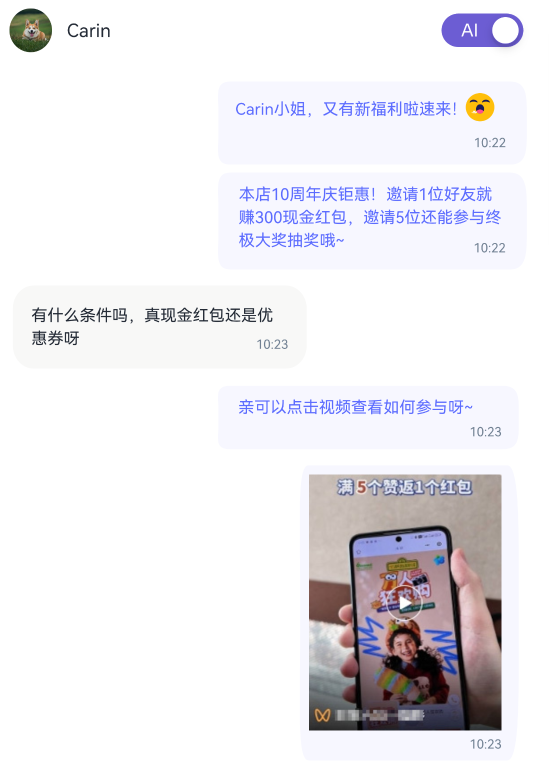 Carin
AI
Carin小姐，又有新福利啦速来！
10:22
本店10周年庆钜惠！邀请1位好友就
赚300现金红包，邀请5位还能参与终
极大奖抽奖哦~
10:22
有什么条件吗，真现金红包还是优
惠券呀
10:23
亲可以点击视频查看如何参与呀~
10:23
满5个赞返1个红包
万人
狂欢购
10:23